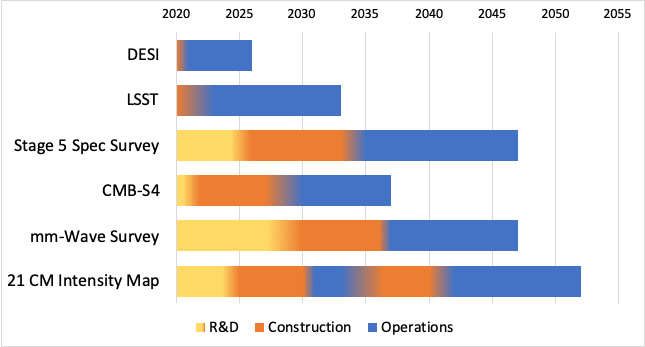 2020 2025 2030 2035 2040 2045 2050 2055
DESI
LSST
Stage 5 Spec Survey
CMB-S4
mm-Wave Survey
21 CM Intensity Map
R&D Construction Operations